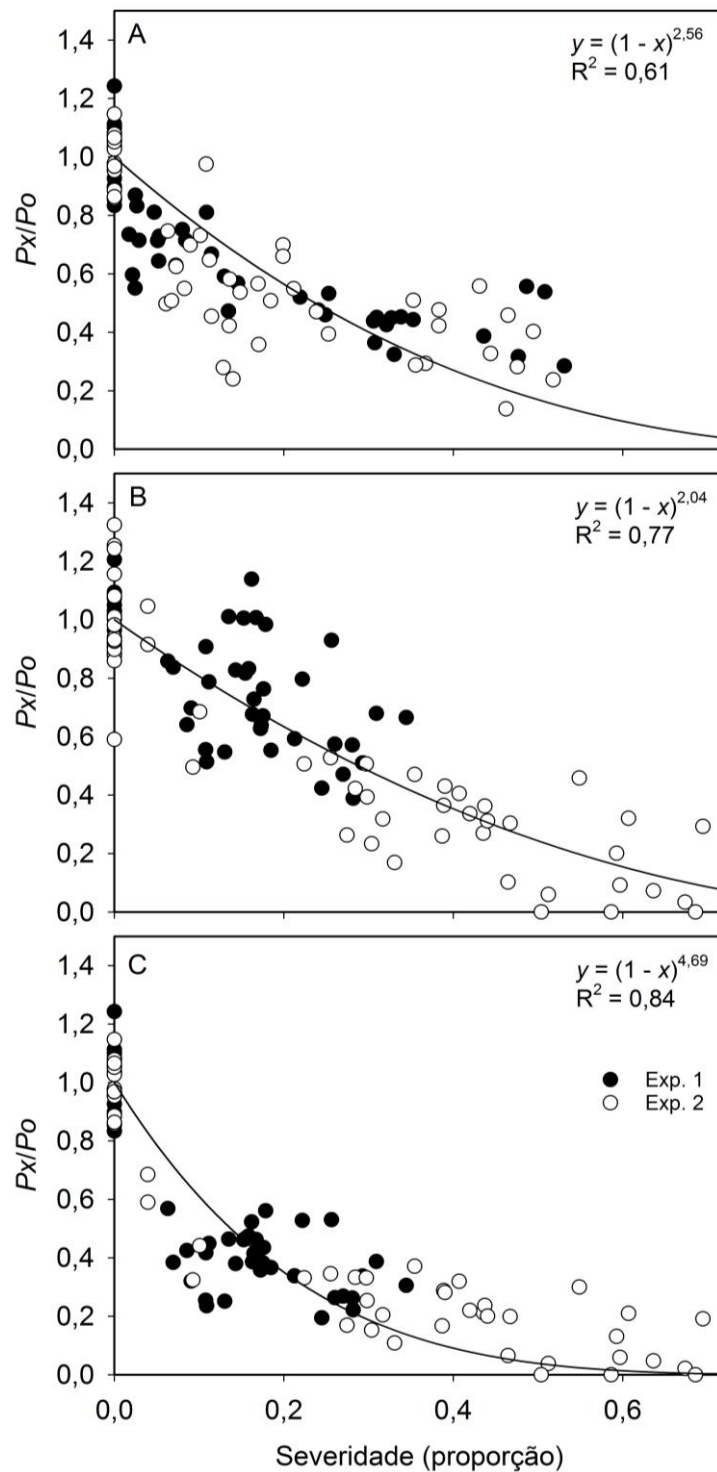 A
y = (1 - x)^2,56
R² = 0,61
1,4
1,2
1,0
0,8
0,6
0,4
0,2
0,0
Px/Po
B
y = (1 - x)^2,04
R² = 0,77
1,4
1,2
1,0
0,8
0,6
0,4
0,2
0,0
Px/Po
C
y = (1 - x)^4,69
R² = 0,84
Exp. 1
Exp. 2
1,4
1,2
1,0
0,8
0,6
0,4
0,2
0,0
Px/Po
0,0 0,2 0,4 0,6
Severidade (proporção)